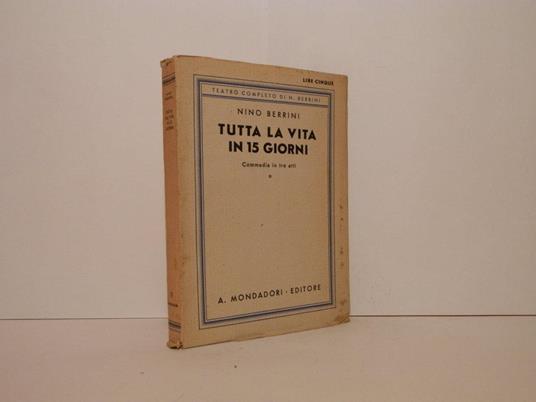 LIRE CINQUE
TEATRO COMPLETO DI N. BERRINI
NINO BERRINI
TUTTA LA VITA
IN 15 GIORNI
Commedia in tre atti
A. MONDADORI · EDITORE